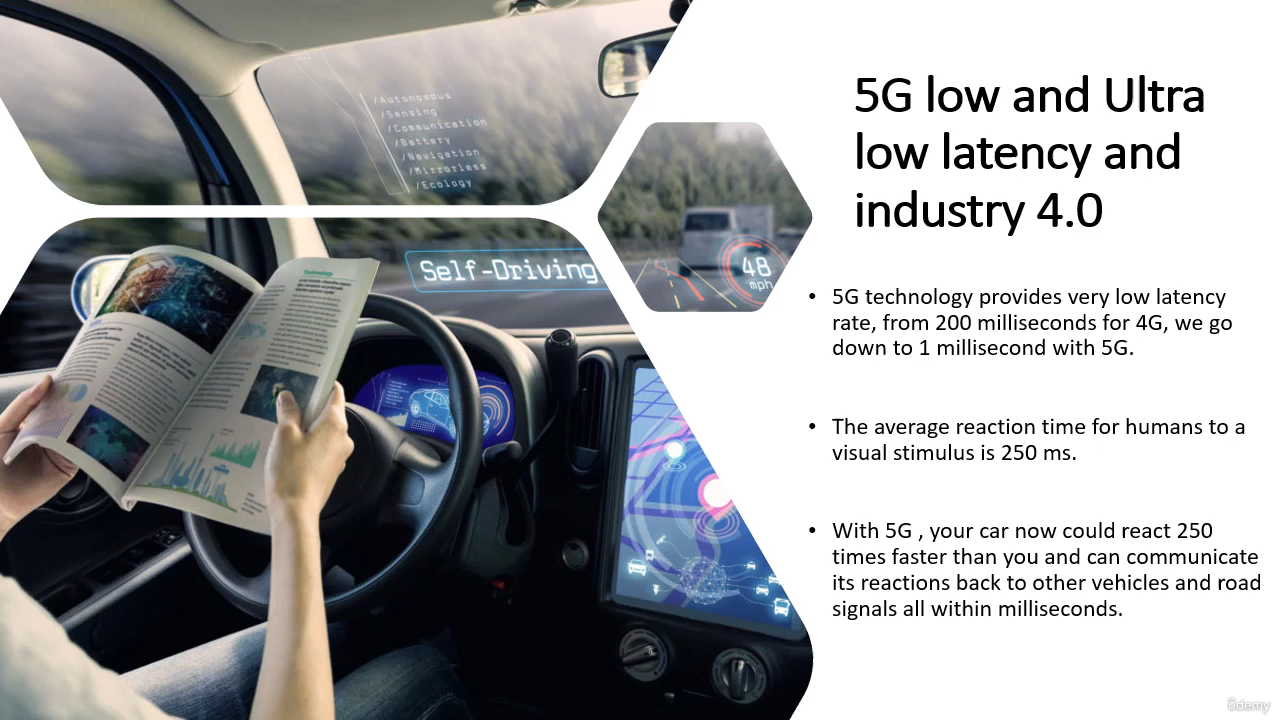 5G low and Ultra
low latency and
industry 4.0
• 5G technology provides very low latency
rate, from 200 milliseconds for 4G, we go
down to 1 millisecond with 5G.
• The average reaction time for humans to a
visual stimulus is 250 ms.
• With 5G , your car now could react 250
times faster than you and can communicate
its reactions back to other vehicles and road
signals all within milliseconds.
/Autonomous
/Sensing
/Communication
/Battery
/Navigation
/Mirrorless
/Ecology
Self-Driving
48
mph
Technology
ûdemy